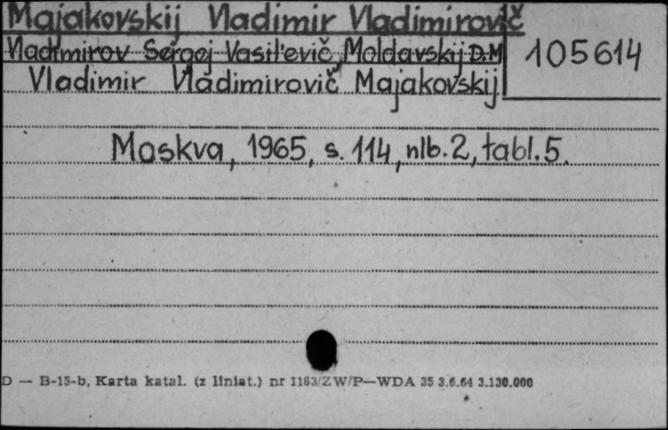 Majakovskij Vladimir Vladimirovič
Vladimirov Sergej Vasil'evič, Moldavskij D.M
105614
Vladimir Vladimirovič Majakovskij.
Moskva, 1965, s. 114, nlb. 2, tabl. 5.
D — B-15-b, Karta katal. (z liniat.) nr 1163/ZW/P—WDA 35 3.6.64 3.130.000